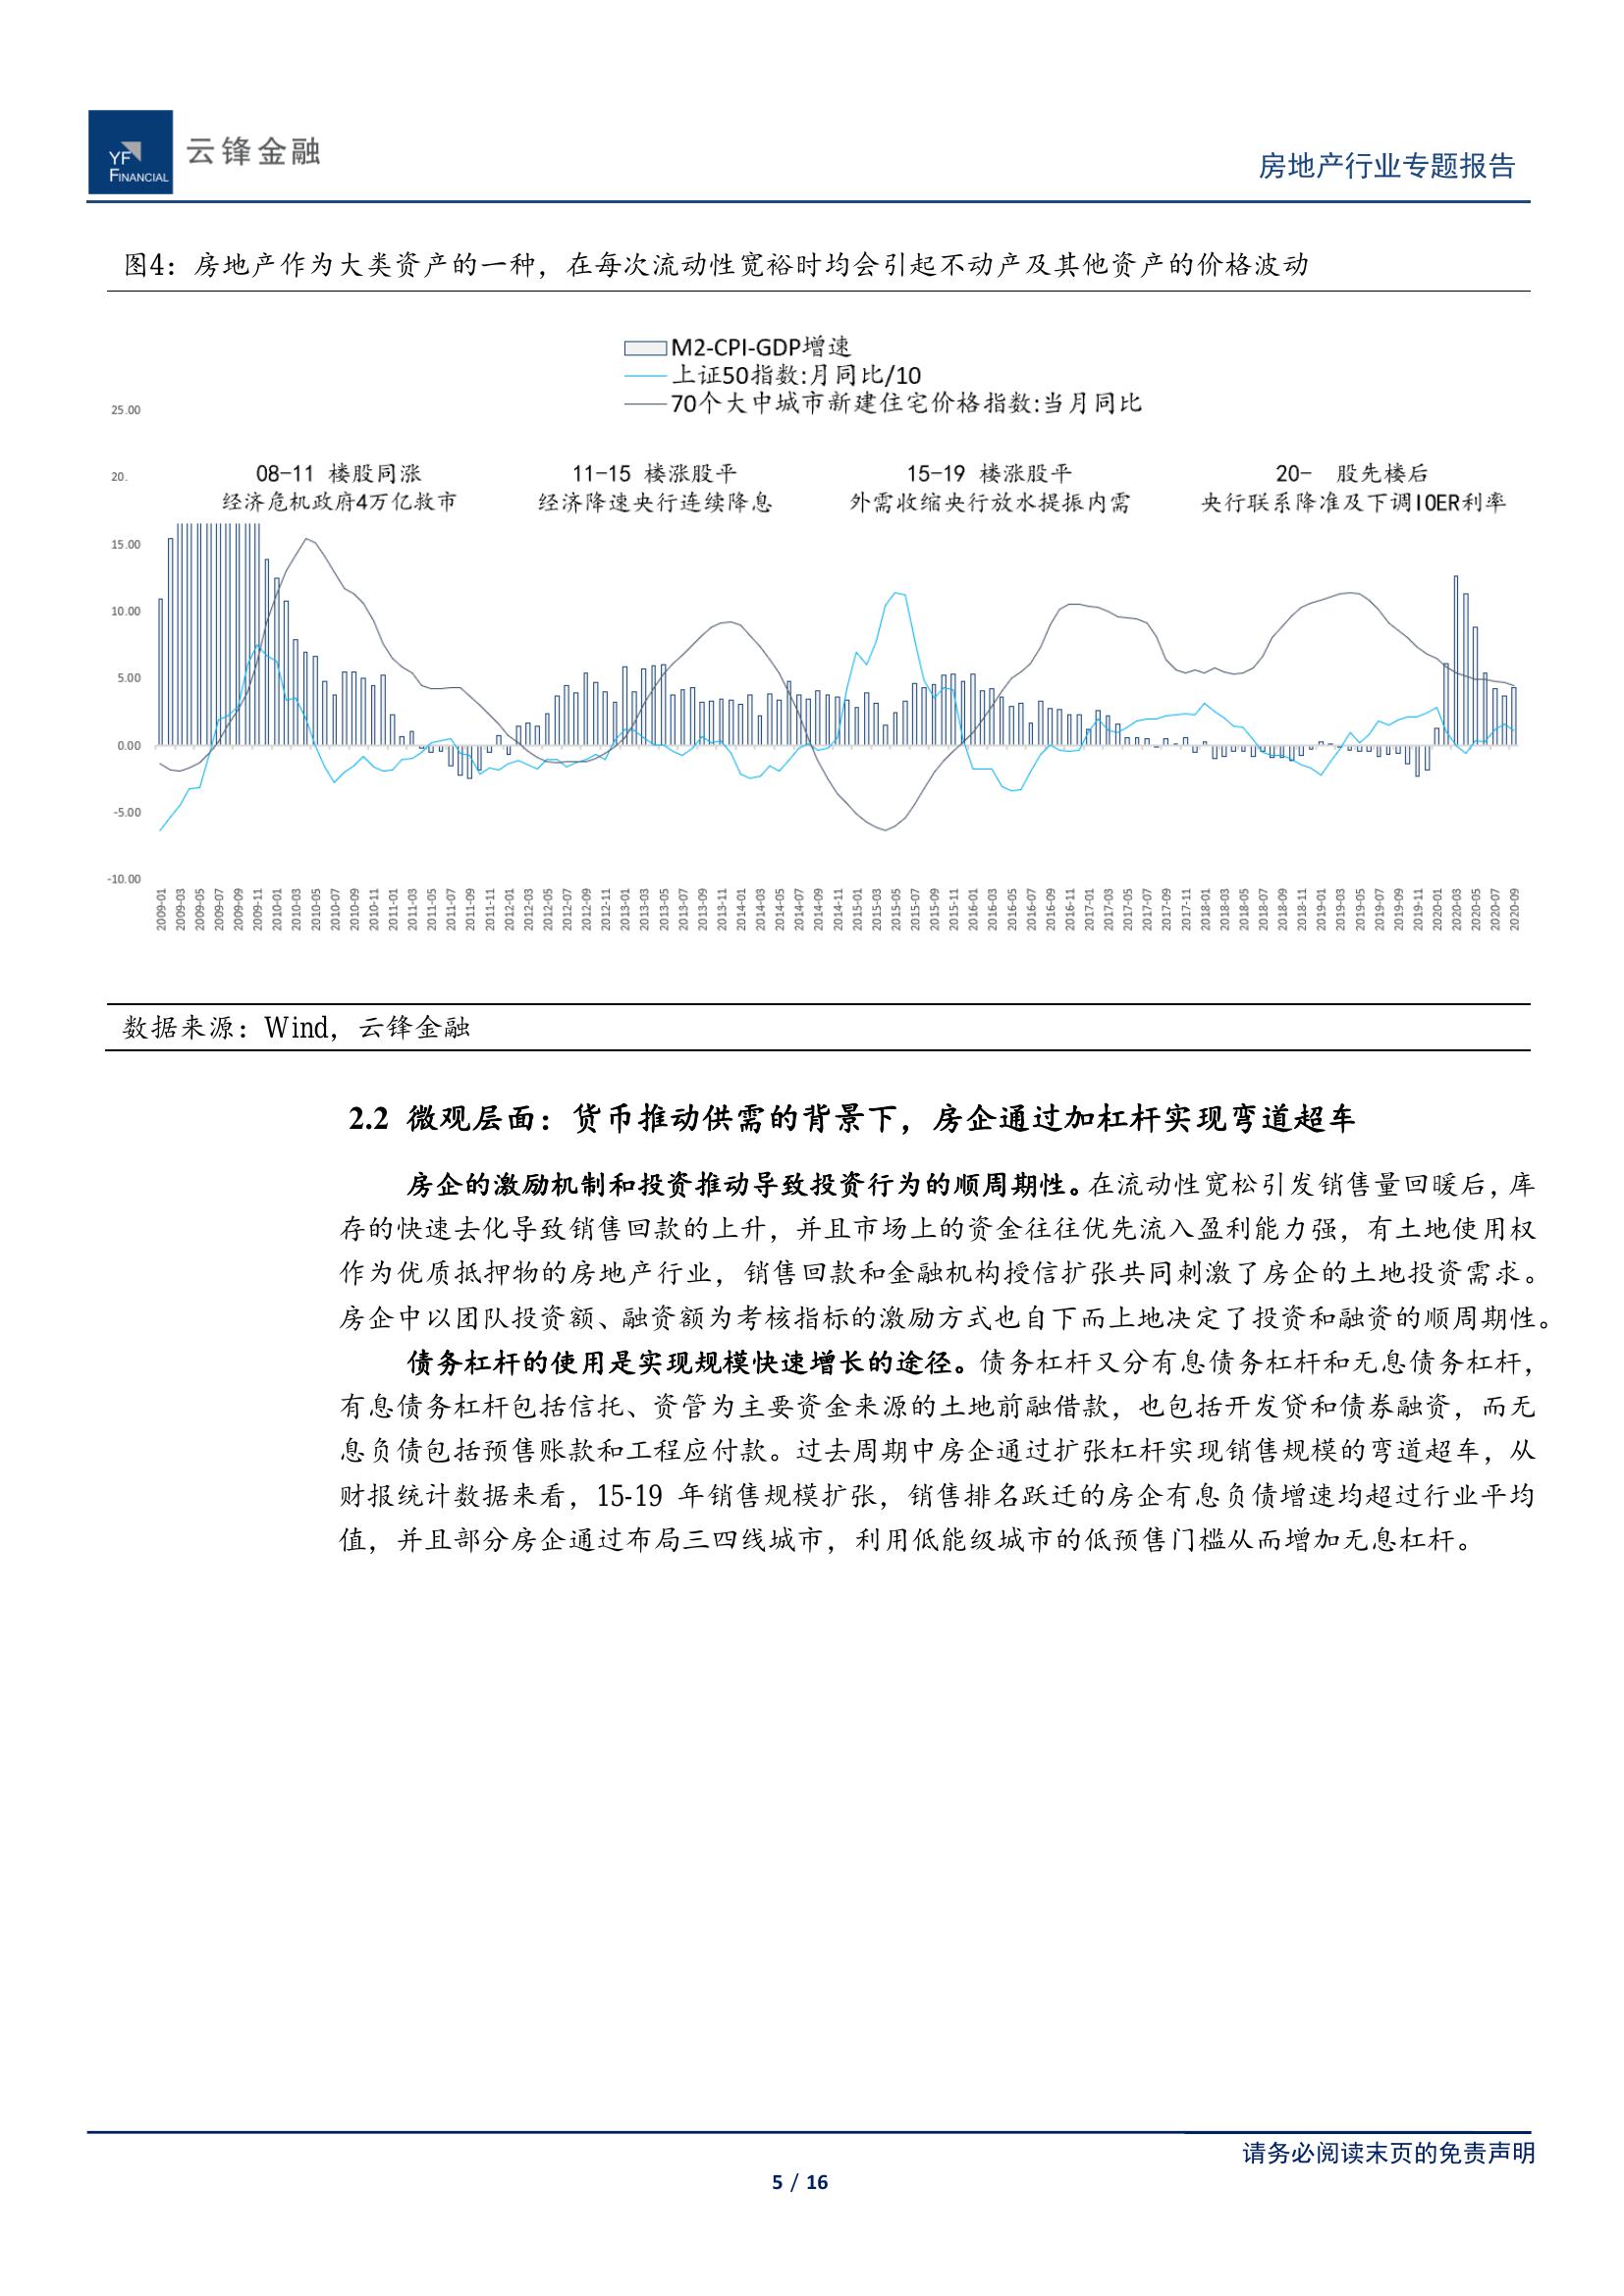 YF
FINANCIAL
云锋金融
房地产行业专题报告
图4：房地产作为大类资产的一种，在每次流动性宽裕时均会引起不动产及其他资产的价格波动
M2-CPI-GDP增速
上证50指数:月同比/10
70个大中城市新建住宅价格指数:当月同比
25.00
20.
15.00
10.00
5.00
0.00
-5.00
-10.00
08-11 楼股同涨
经济危机政府4万亿救市
11-15 楼涨股平
经济降速央行连续降息
15-19 楼涨股平
外需收缩央行放水提振内需
20- 股先楼后
央行联系降准及下调IOER利率
2009-01
2009-03
2009-05
2009-07
2009-09
2009-11
2010-01
2010-03
2010-05
2010-07
2010-09
2010-11
2011-01
2011-03
2011-05
2011-07
2011-09
2011-11
2012-01
2012-03
2012-05
2012-07
2012-09
2012-11
2013-01
2013-03
2013-05
2013-07
2013-09
2013-11
2014-01
2014-03
2014-05
2014-07
2014-09
2014-11
2015-01
2015-03
2015-05
2015-07
2015-09
2015-11
2016-01
2016-03
2016-05
2016-07
2016-09
2016-11
2017-01
2017-03
2017-05
2017-07
2017-09
2017-11
2018-01
2018-03
2018-05
2018-07
2018-09
2018-11
2019-01
2019-03
2019-05
2019-07
2019-09
2019-11
2020-01
2020-03
2020-05
2020-07
2020-09
数据来源：Wind，云锋金融
2.2 微观层面：货币推动供需的背景下，房企通过加杠杆实现弯道超车
房企的激励机制和投资推动导致投资行为的顺周期性。在流动性宽松引发销售量回暖后，库
存的快速去化导致销售回款的上升，并且市场上的资金往往优先流入盈利能力强，有土地使用权
作为优质抵押物的房地产行业，销售回款和金融机构授信扩张共同刺激了房企的土地投资需求。
房企中以团队投资额、融资额为考核指标的激励方式也自下而上地决定了投资和融资的顺周期性。
债务杠杆的使用是实现规模快速增长的途径。债务杠杆又分有息债务杠杆和无息债务杠杆，
有息债务杠杆包括信托、资管为主要资金来源的土地前融借款，也包括开发贷和债券融资，而无
息负债包括预售账款和工程应付款。过去周期中房企通过扩张杠杆实现销售规模的弯道超车，从
财报统计数据来看，15-19 年销售规模扩张，销售排名跃迁的房企有息负债增速均超过行业平均
值，并且部分房企通过布局三四线城市，利用低能级城市的低预售门槛从而增加无息杠杆。
请务必阅读末页的免责声明
5 / 16